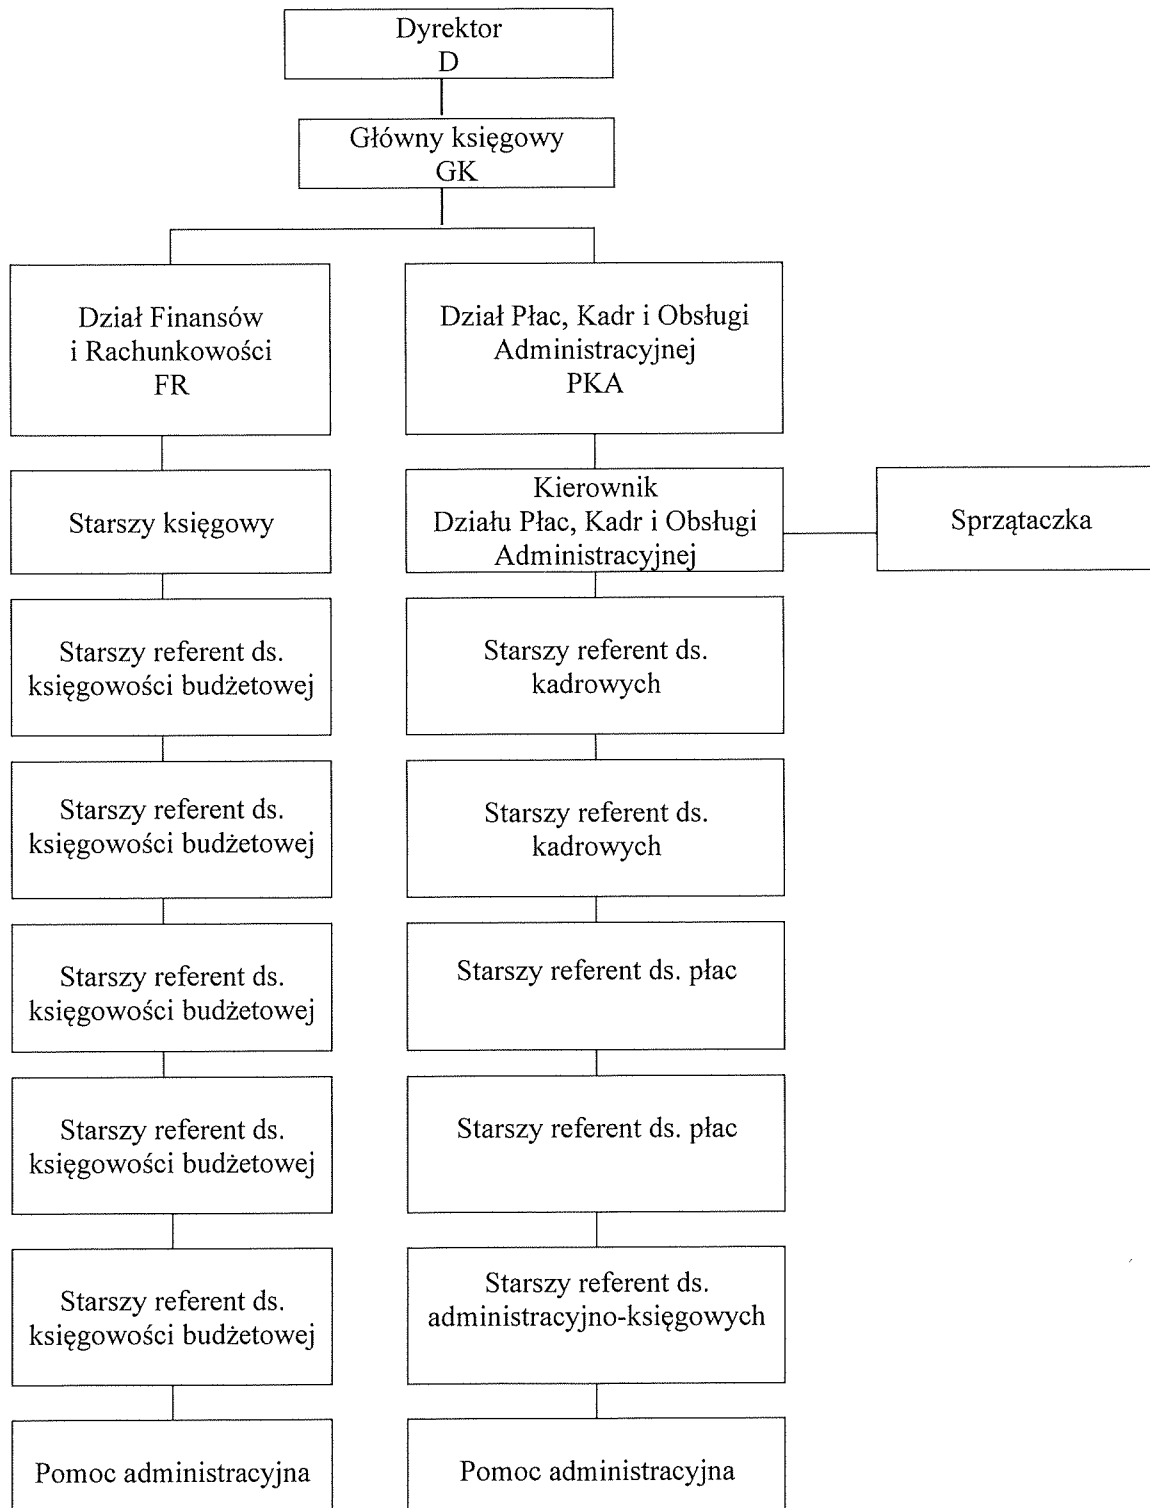 Dyrektor
D
Główny księgowy
GK
Dział Finansów
i Rachunkowości
FR
Dział Płac, Kadr i Obsługi
Administracyjnej
PKA
Starszy księgowy
Kierownik
Działu Płac, Kadr i Obsługi
Administracyjnej
Sprzątaczka
Starszy referent ds.
księgowości budżetowej
Starszy referent ds.
kadrowych
Starszy referent ds.
księgowości budżetowej
Starszy referent ds.
kadrowych
Starszy referent ds.
księgowości budżetowej
Starszy referent ds. płac
Starszy referent ds.
księgowości budżetowej
Starszy referent ds. płac
Starszy referent ds.
księgowości budżetowej
Starszy referent ds.
administracyjno-księgowych
Pomoc administracyjna
Pomoc administracyjna